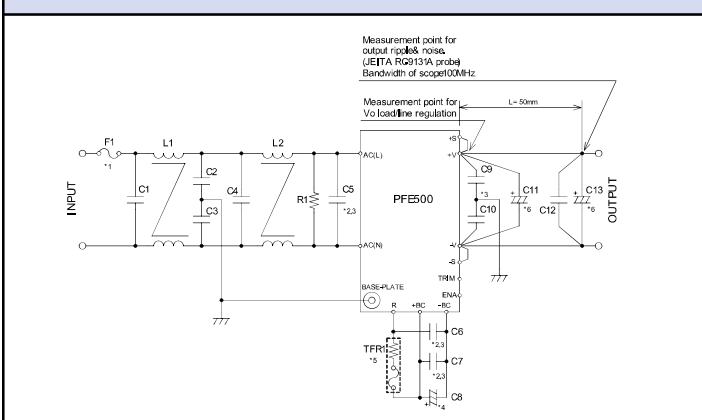 Measurement point for
output ripple& noise.
(JEITA RC-9131A probe)
Bandwidth of scope100MHz
Measurement point for
Vo load/line regulation
L= 50mm
F1
*1
L1
L2
C1
C2
C3
C4
R1
C5
*2,3
INPUT
AC(L)
AC(N)
PFE500
BASE-PLATE
+S
+V
-V
-S
TRIM
ENA
R
+BC
-BC
C9
*3
C10
C11
*6
C12
C13
*6
OUTPUT
TFR1
*5
C6
*2,3
C7
*2,3
C8
*4
+
+
+